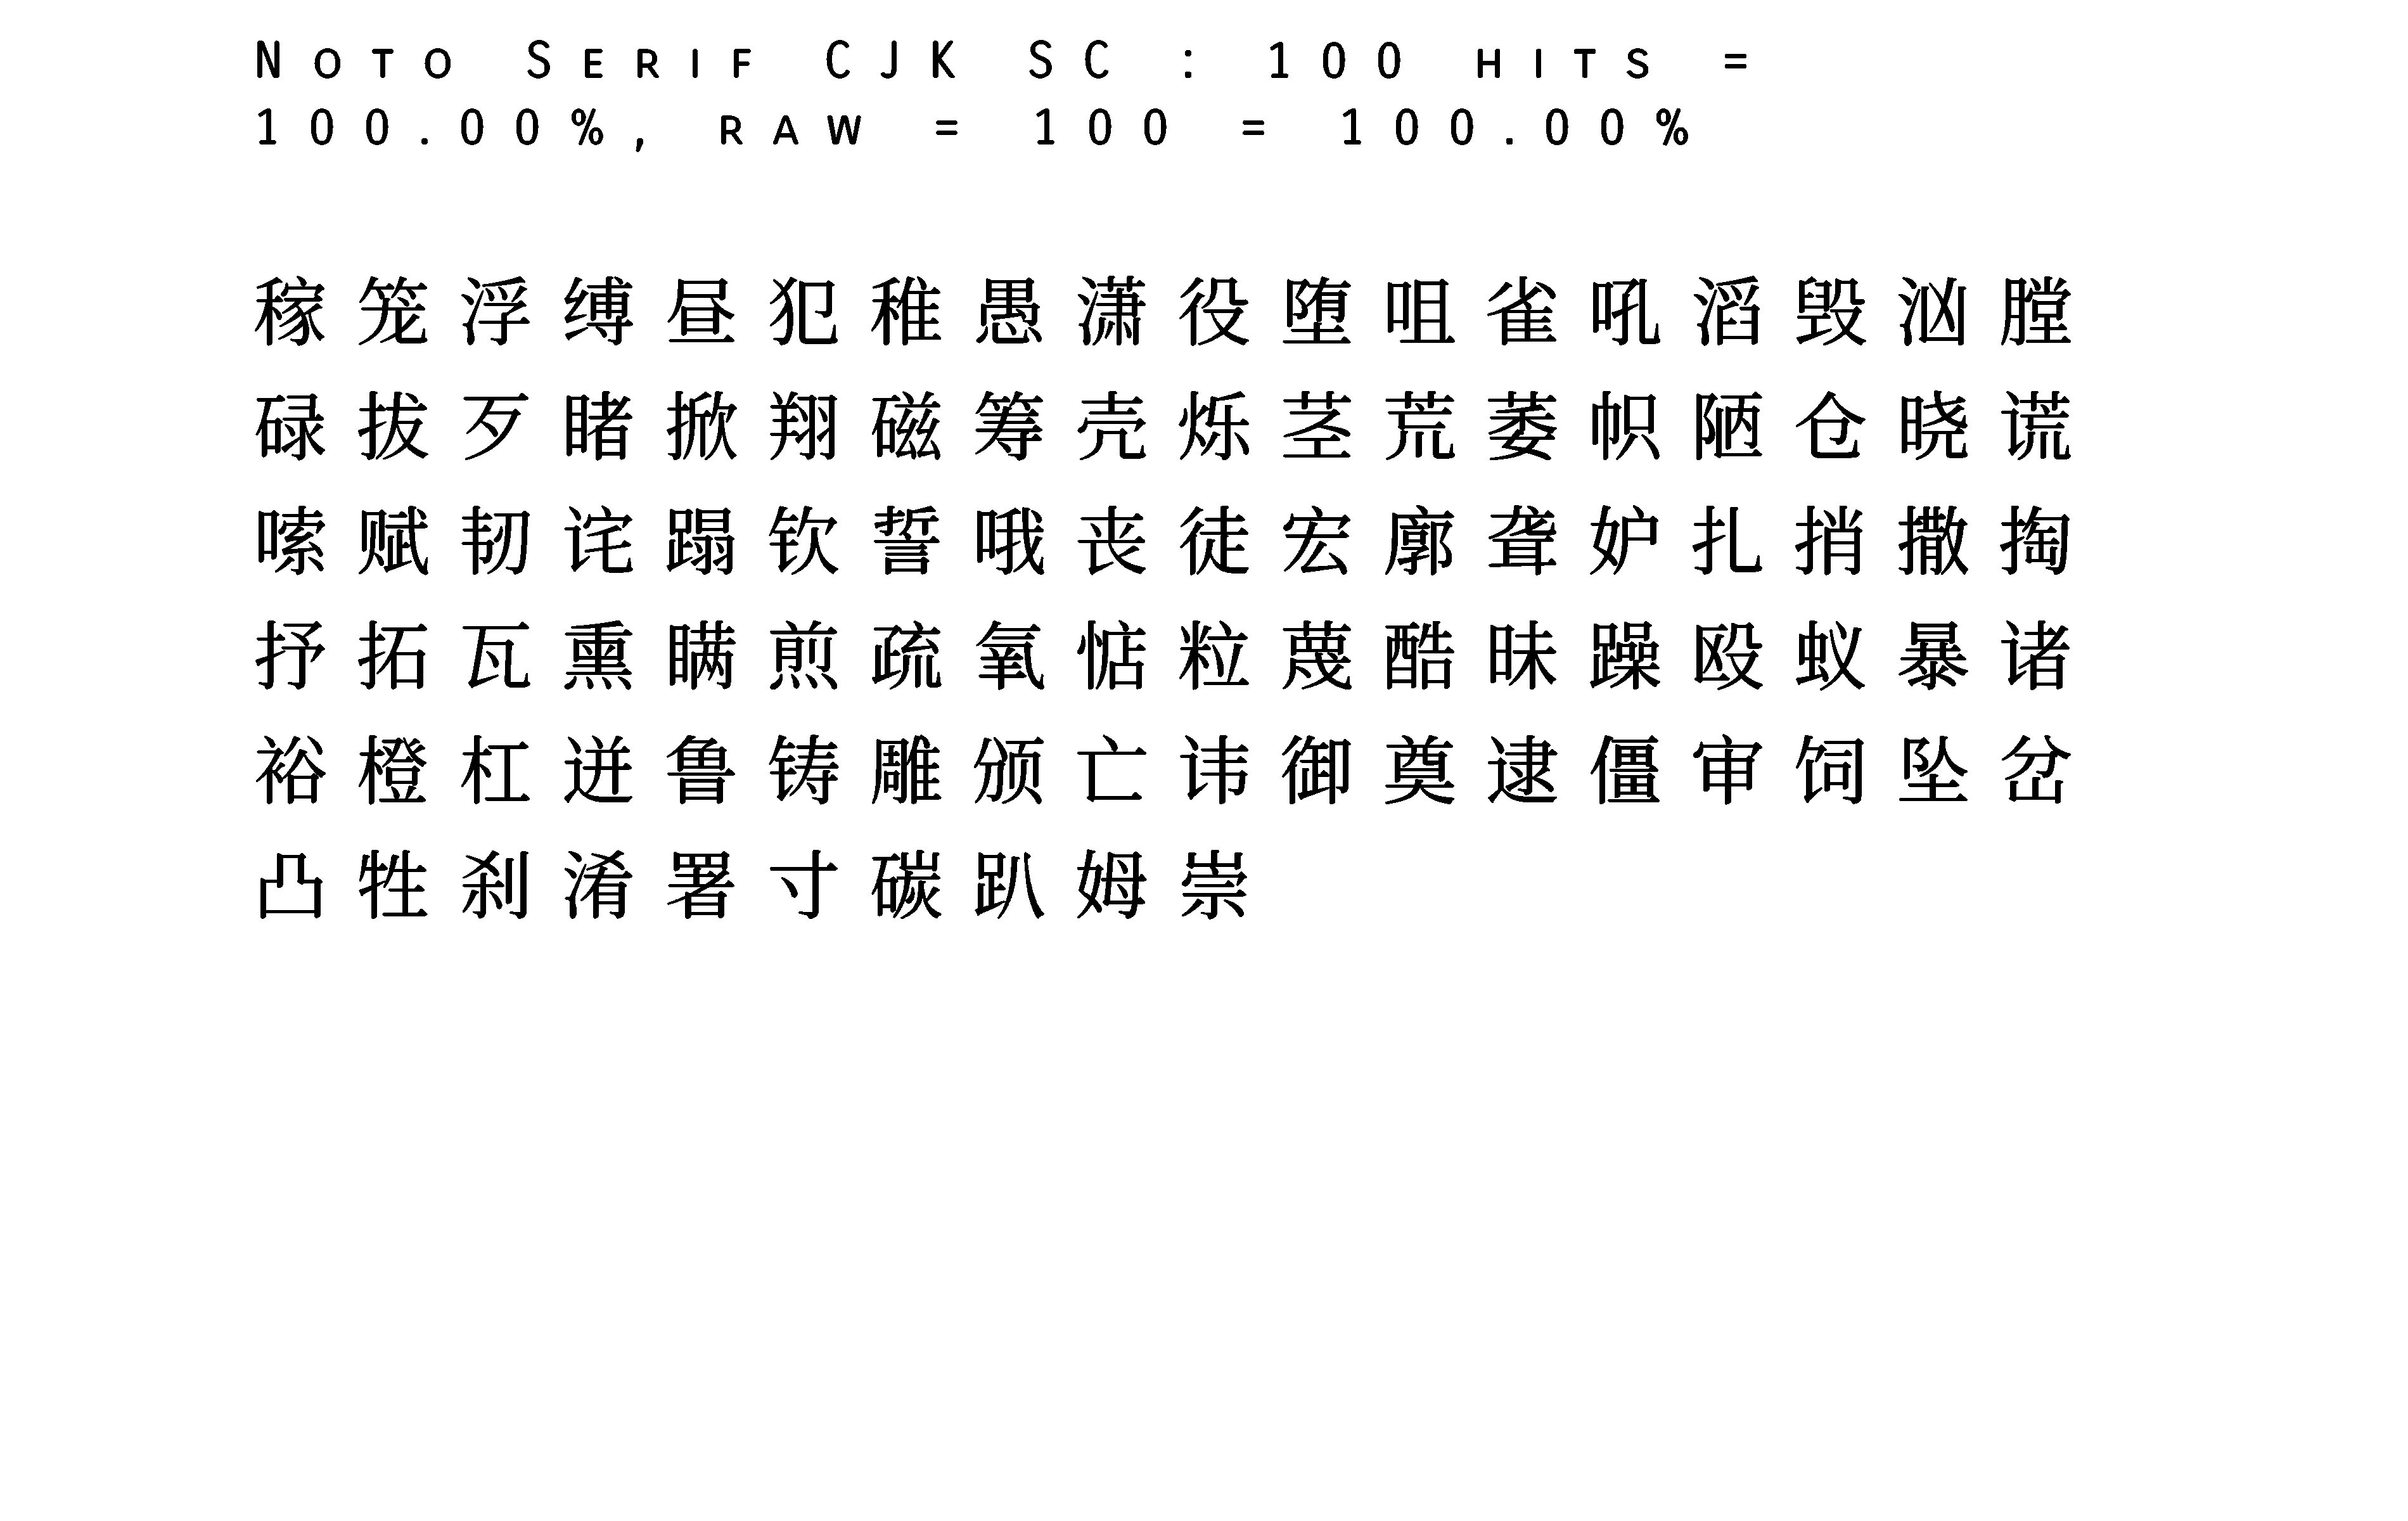 Noto Serif CJK SC : 100 hits =
100.00%, raw = 100 = 100.00%
稼笼浮缚昼犯稚愚潇役堕咀雀吼滔毁汹膛
碌拔歹睹掀翔磁筹壳烁茎荒萎帜陋仓晓谎
嗦赋韧诧蹋钦誓哦丧徒宏廓聋妒扎捎撒掏
抒拓瓦熏瞒煎疏氧惦粒蔑酷昧躁殴蚁暴诸
裕橙杠迸鲁铸雕颁亡讳御奠逮僵审饲坠岔
凸牲刹淆署寸碳趴姆崇